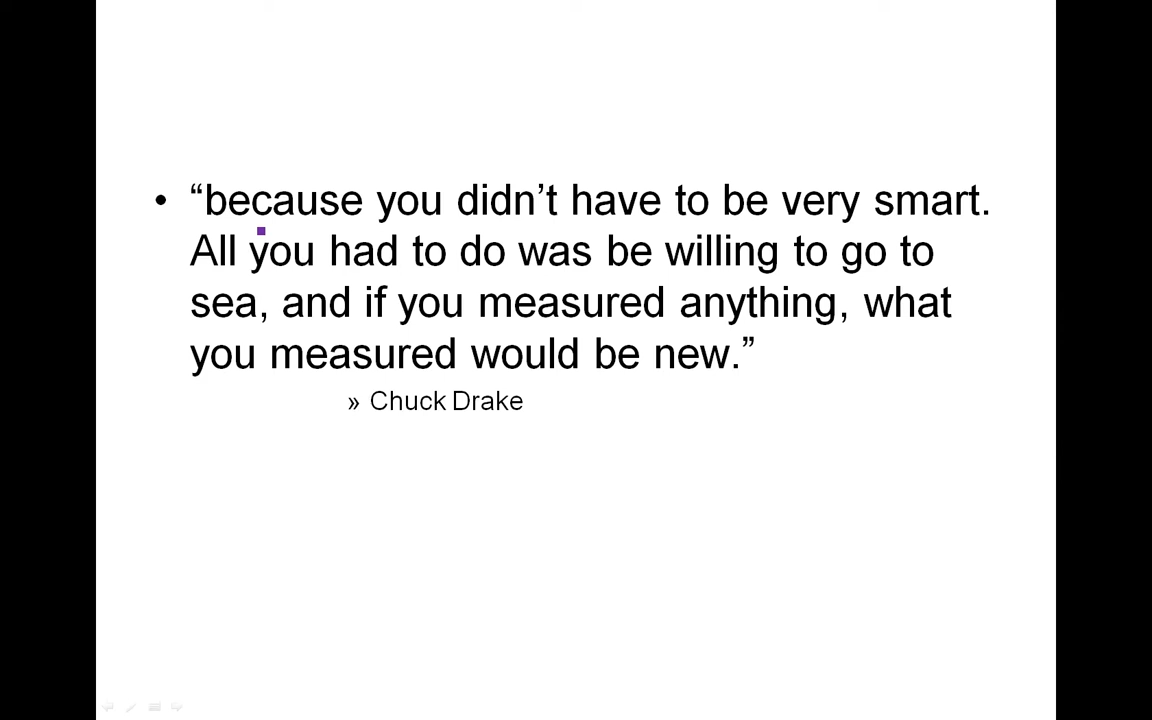 • “because you didn’t have to be very smart.
All you had to do was be willing to go to
sea, and if you measured anything, what
you measured would be new.”
» Chuck Drake